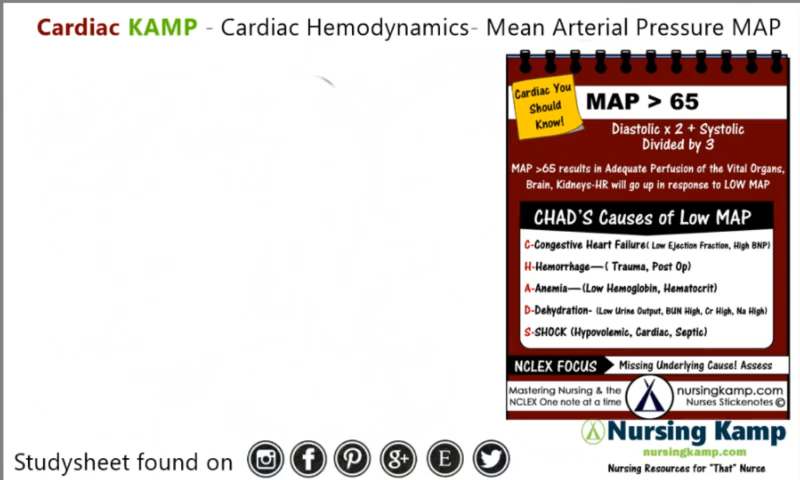 Cardiac KAMP - Cardiac Hemodynamics- Mean Arterial Pressure MAP
Cardiac You
Should
Know!
MAP > 65
Diastolic x 2 + Systolic
Divided by 3
MAP >65 results in Adequate Perfusion of the Vital Organs,
Brain, Kidneys-HR will go up in response to LOW MAP
CHAD'S Causes of Low MAP
C-Congestive Heart Failure( Low Ejection Fraction, High BNP)
H-Hemorrhage—( Trauma, Post Op)
A-Anemia—(Low Hemoglobin, Hematocrit)
D-Dehydration- (Low Urine Output, BUN High, Cr High, Na High)
S-SHOCK (Hypovolemic, Cardiac, Septic)
NCLEX FOCUS Missing Underlying Cause! Assess
Mastering Nursing & the
NCLEX One note at a time
nursingkamp.com
Nurses Stickenotes ©
Nursing Kamp
nursingkamp.com
Nursing Resources for "That" Nurse
Studysheet found on